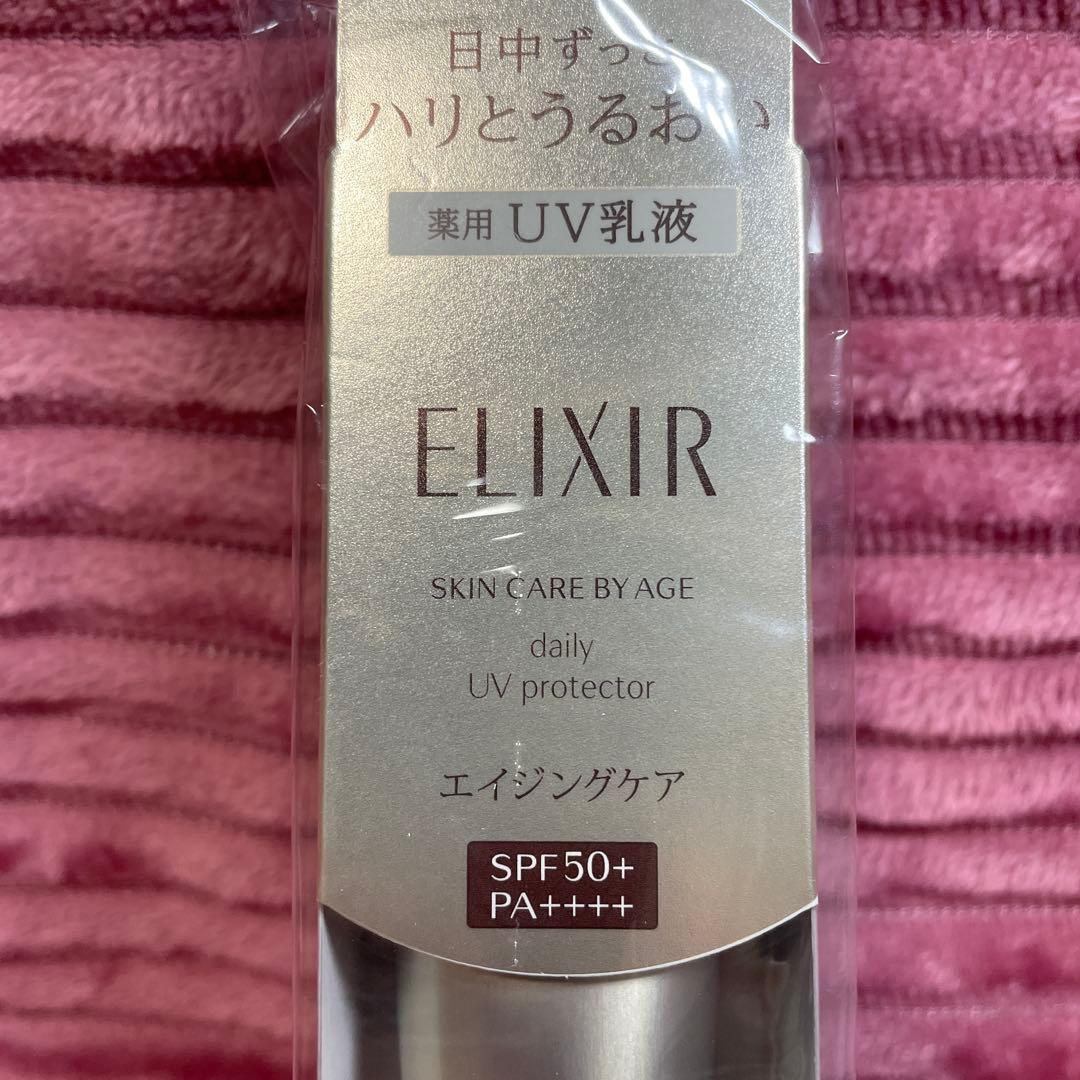 日中ずっと
ハリとうるおい
薬用 UV乳液
ELIXIR
SKIN CARE BY AGE
daily
UV protector
エイジングケア
SPF50+
PA++++